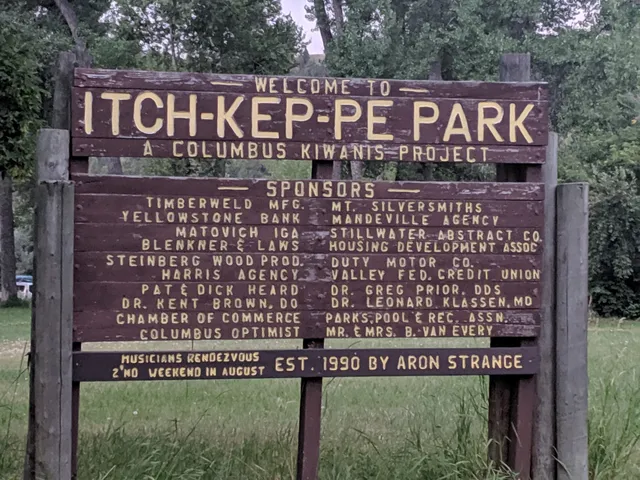 — WELCOME TO —
ITCH-KEP-PE PARK
A COLUMBUS KIWANIS PROJECT
— SPONSORS —
TIMBERWELD MFG. MT. SILVERSMITHS
YELLOWSTONE BANK MANDEVILLE AGENCY
MATOVICH IGA STILLWATER ABSTRACT CO.
BLENKNER & LAWS HOUSING DEVELOPMENT ASSOC
STEINBERG WOOD PROD. DUTY MOTOR CO.
HARRIS AGENCY VALLEY FED. CREDIT UNION
PAT & DICK HEARD DR. GREG PRIOR, DDS
DR. KENT BROWN, DO DR. LEONARD KLASSEN, MD
CHAMBER OF COMMERCE PARKS, POOL & REC. ASSN.
COLUMBUS OPTIMIST MR. & MRS. B. VAN EVERY
MUSICIANS RENDEZVOUS
2'ND WEEKEND IN AUGUST EST. 1990 BY ARON STRANGE